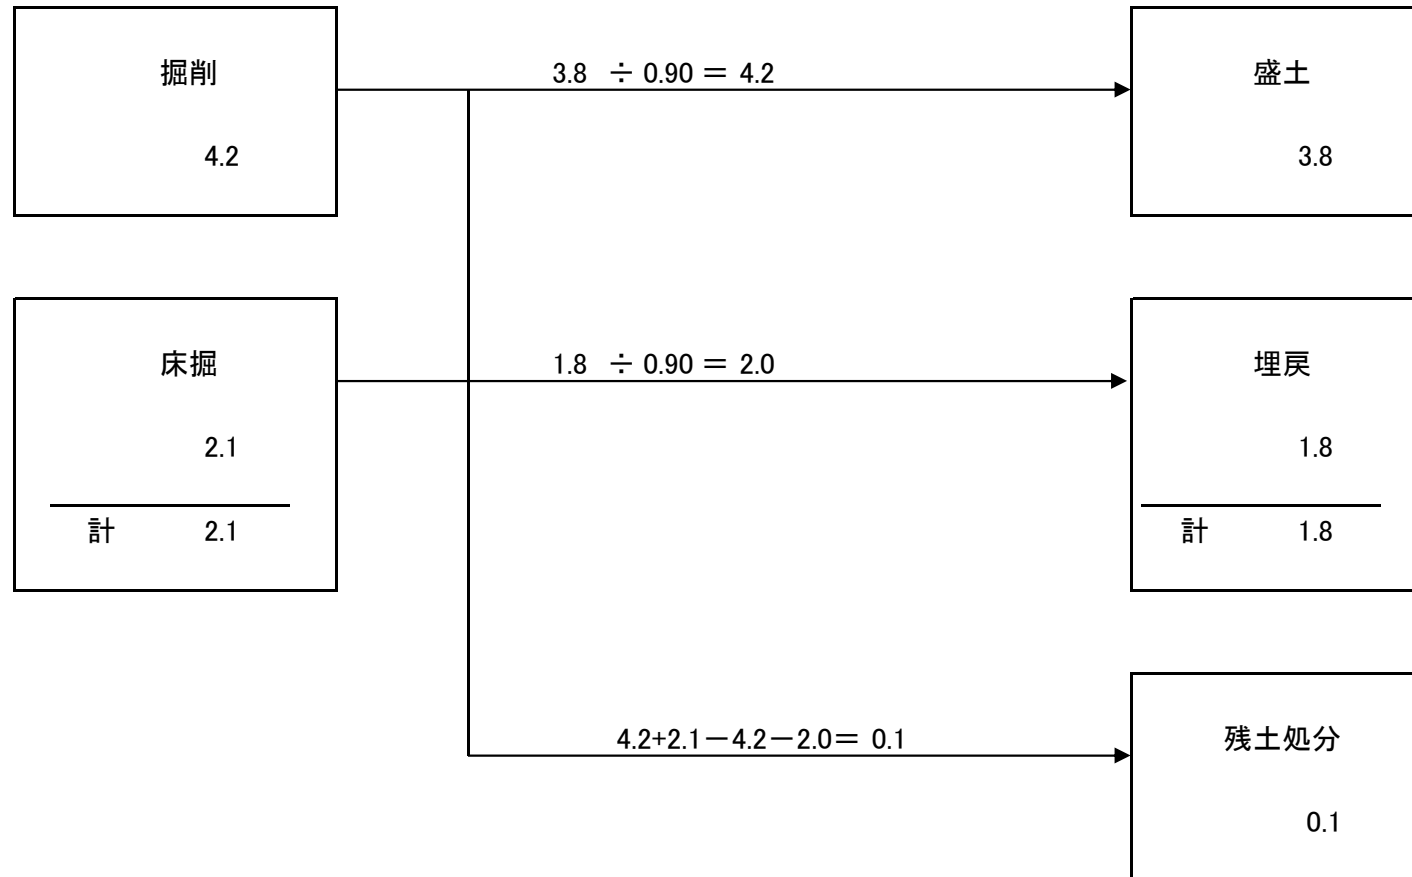 掘削
3.8 ÷ 0.90 = 4.2
盛土
4.2
3.8
床掘
1.8 ÷ 0.90 = 2.0
埋戻
2.1
1.8
計 2.1
計 1.8
4.2+2.1-4.2-2.0= 0.1
残土処分
0.1